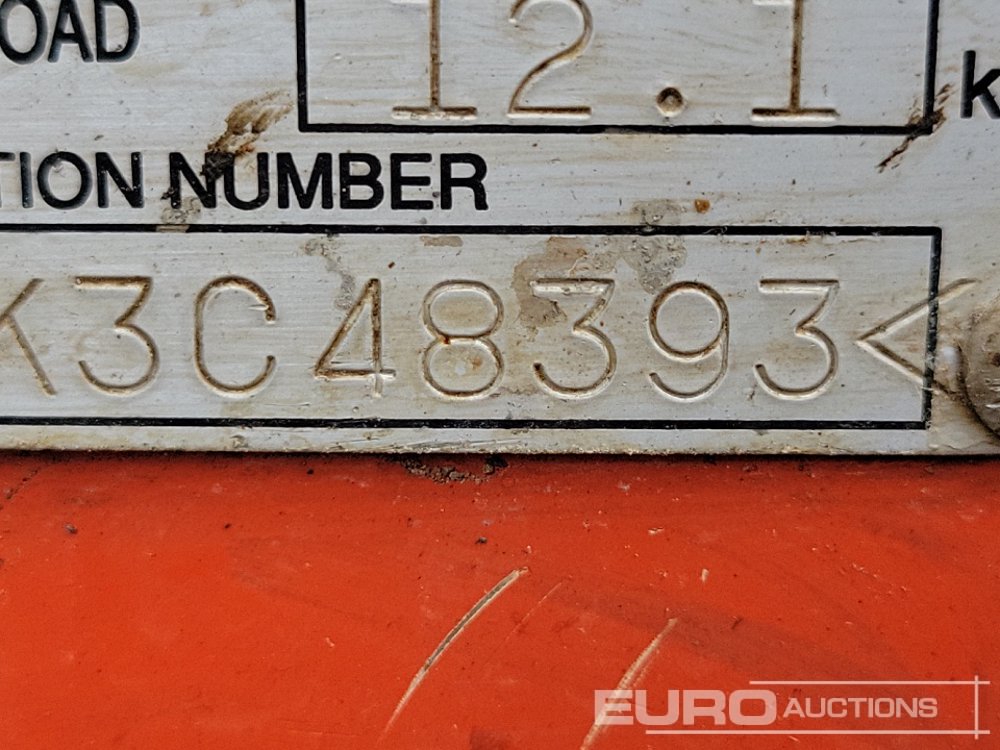 OAD 12.1 k
TION NUMBER
K3C48393<
EURO AUCTIONS